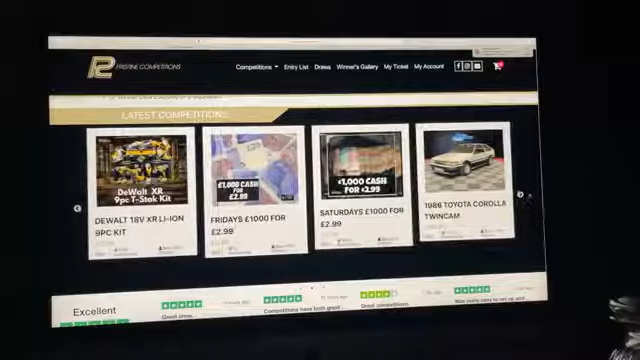 PRISTINE COMPETITIONS
Competitions Entry List Draws Winner's Gallery My Ticket My Account
LATEST COMPETITIONS
DeWalt XR
9pc T-Stak Kit
£1,000 CASH
FOR £2.99
£1,000 CASH
FOR £2.99
DEWALT 18V XR LI-ION
9PC KIT
FRIDAYS £1000 FOR
£2.99
SATURDAYS £1000 FOR
£2.99
1986 TOYOTA COROLLA
TWINCAM
Excellent
Great crew,
Competitions have both great
Great competitions
Was really easy to set up and